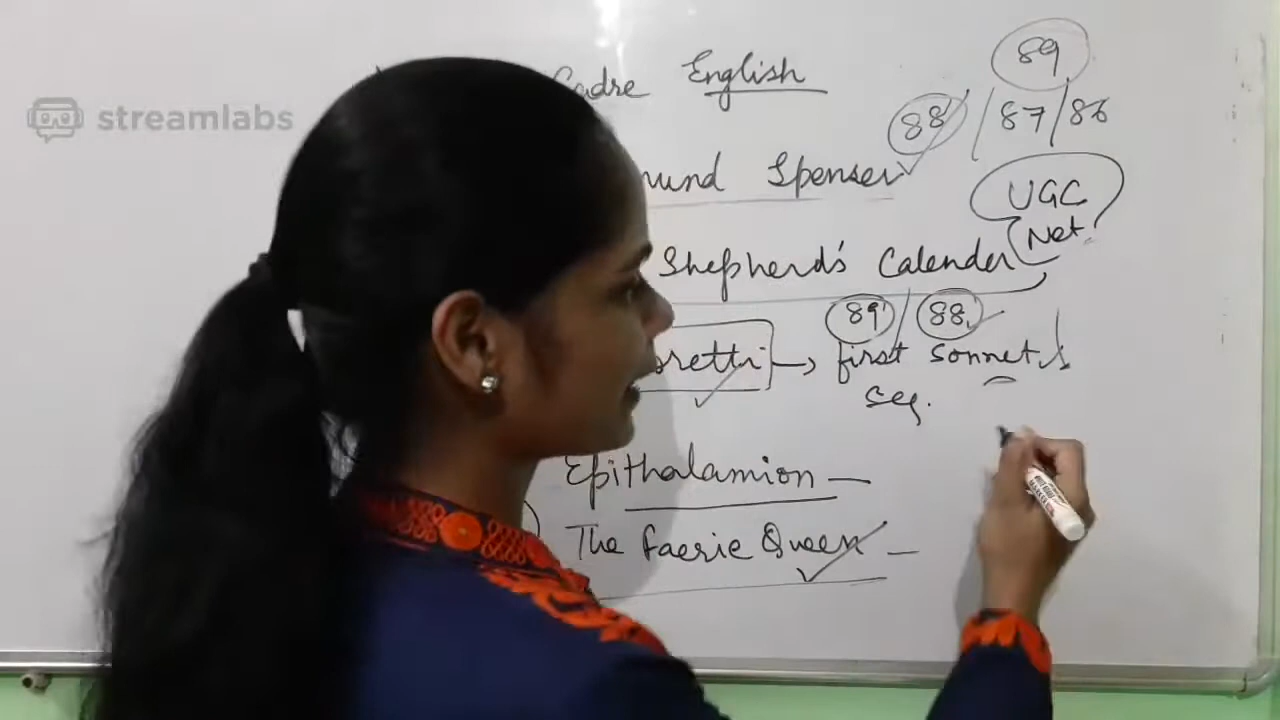 streamlabs
Cadre English
89
88 / 87 / 86
Spenser
UGC
Net
Shepherd's Calender
89 / 88
first Sonnet
Seq.
Epithalamion —
The Faerie Queen —